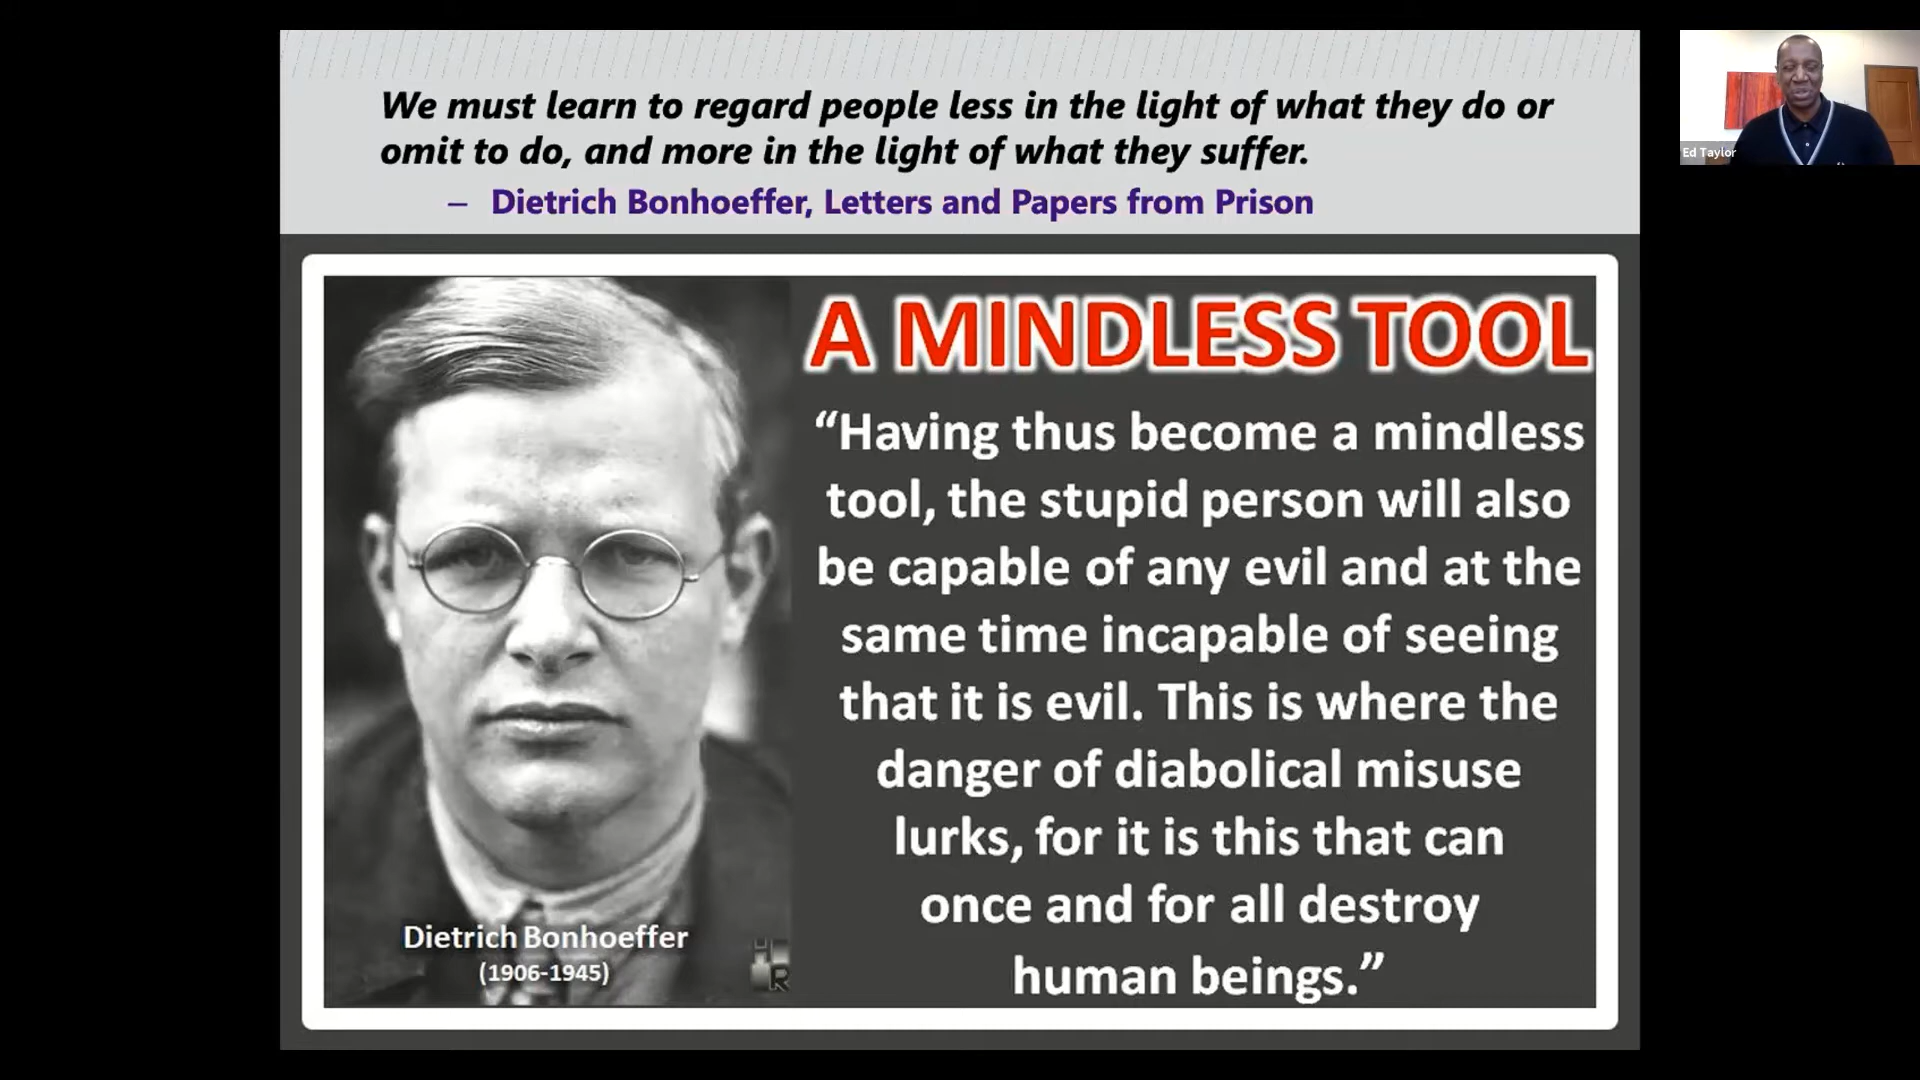 We must learn to regard people less in the light of what they do or
omit to do, and more in the light of what they suffer.
– Dietrich Bonhoeffer, Letters and Papers from Prison
Ed Taylor
A MINDLESS TOOL
“Having thus become a mindless
tool, the stupid person will also
be capable of any evil and at the
same time incapable of seeing
that it is evil. This is where the
danger of diabolical misuse
lurks, for it is this that can
once and for all destroy
human beings.”
Dietrich Bonhoeffer
(1906-1945)